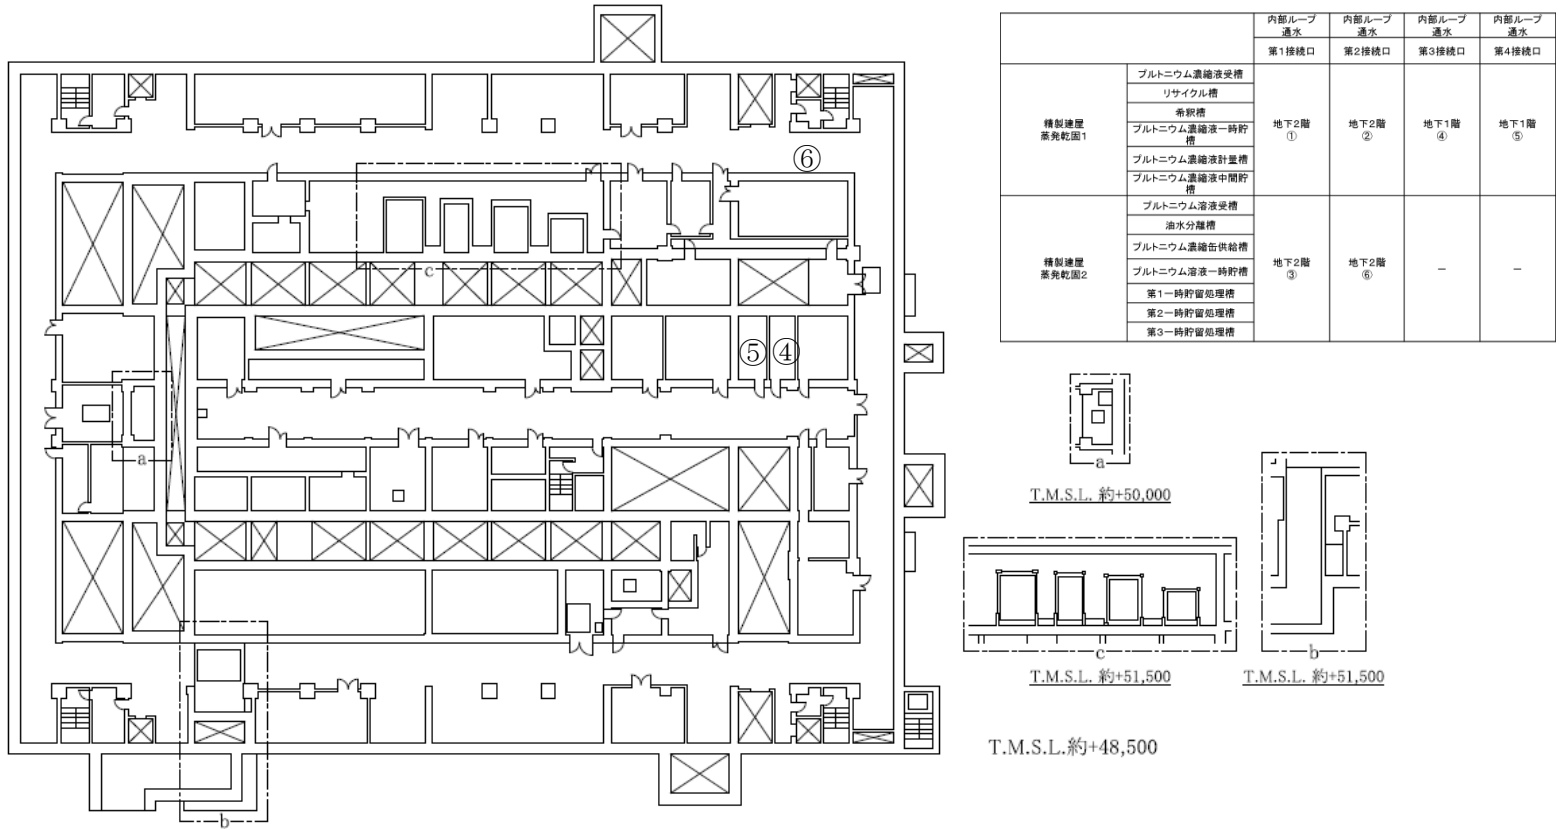 内部ループ 内部ループ 内部ループ 内部ループ
通水 通水 通水 通水
第1接続口 第2接続口 第3接続口 第4接続口
精製建屋
蒸発乾固1
プルトニウム濃縮液受槽
リサイクル槽
希釈槽
プルトニウム濃縮液一時貯
槽
プルトニウム濃縮液計量槽
プルトニウム濃縮液中間貯
槽
地下2階 地下2階 地下1階 地下1階
① ② ④ ⑤
精製建屋
蒸発乾固2
プルトニウム溶液受槽
油水分離槽
プルトニウム濃縮缶供給槽
プルトニウム溶液一時貯槽
第1一時貯留処理槽
第2一時貯留処理槽
第3一時貯留処理槽
地下2階 地下2階 － －
③ ⑥
⑥
c
⑤ ④
a
b
a
T.M.S.L. 約+50,000
c
T.M.S.L. 約+51,500
b
T.M.S.L. 約+51,500
T.M.S.L.約+48,500